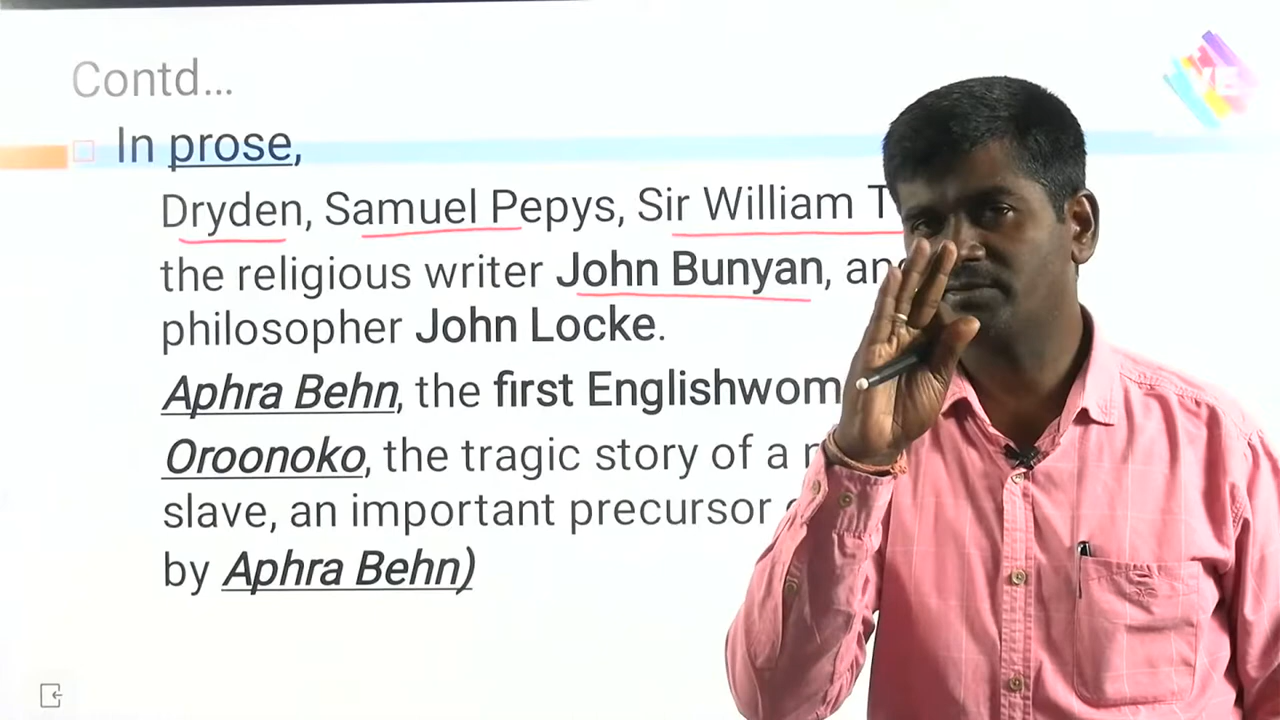 Contd...
In prose,
Dryden, Samuel Pepys, Sir William
the religious writer John Bunyan,
philosopher John Locke.
Aphra Behn, the first
Oroonoko, the tragic story of a
slave, an important precursor
by Aphra Behn)